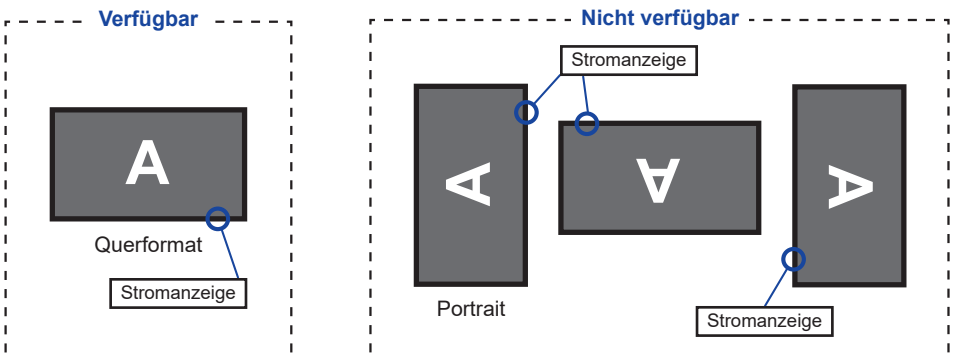 Verfügbar
A
Querformat
Stromanzeige
Nicht verfügbar
Stromanzeige
A
A
A
Portrait
Stromanzeige